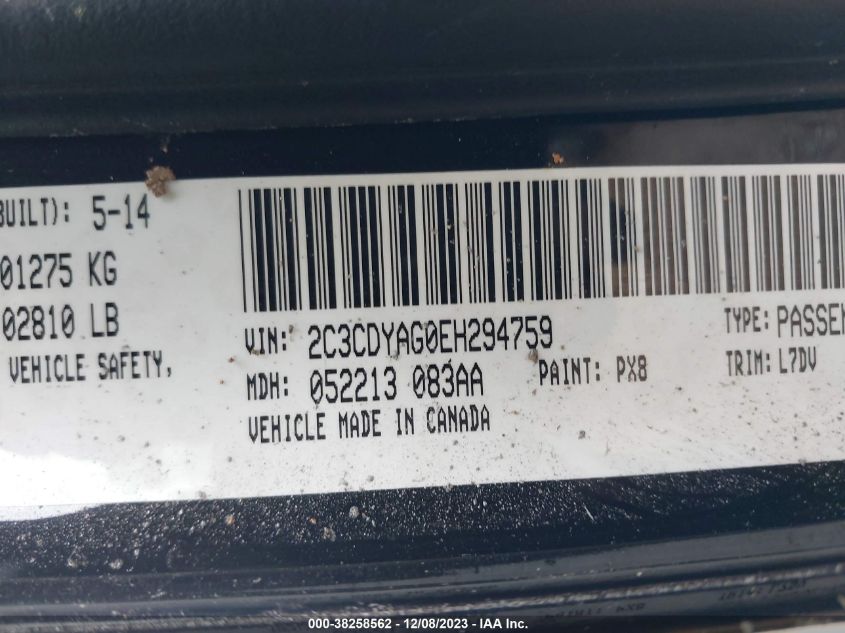 BUILT): 5-14
01275 KG
02810 LB
VEHICLE SAFETY,
VIN: 2C3CDYAG0EH294759
TYPE: PASSEN
MDH: 052213 083AA
PAINT: PX8
TRIM: L7DV
VEHICLE MADE IN CANADA
000-38258562 - 12/08/2023 - IAA Inc.